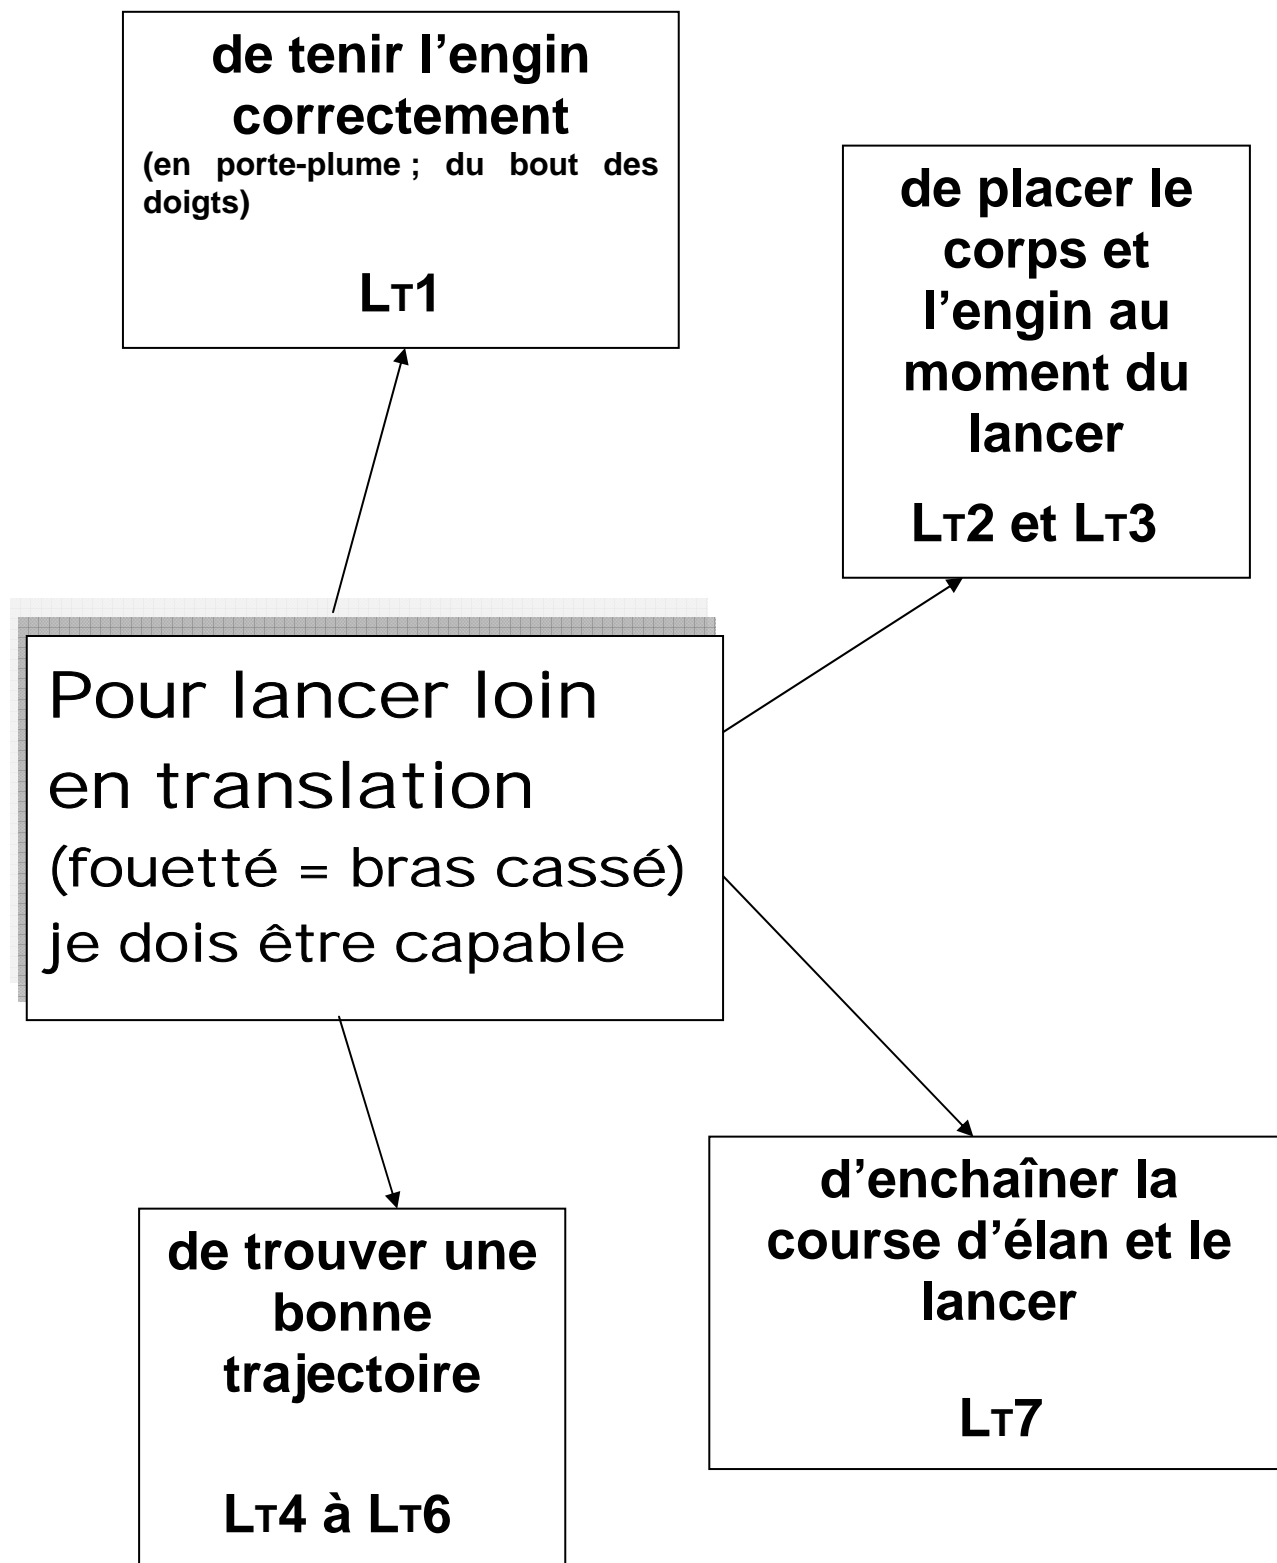 de tenir l’engin
correctement
(en porte-plume ; du bout des
doigts)
LT1
de placer le
corps et
l’engin au
moment du
lancer
LT2 et LT3
Pour lancer loin
en translation
(fouetté = bras cassé)
je dois être capable
d’enchaîner la
course d’élan et le
lancer
LT7
de trouver une
bonne
trajectoire
LT4 à LT6